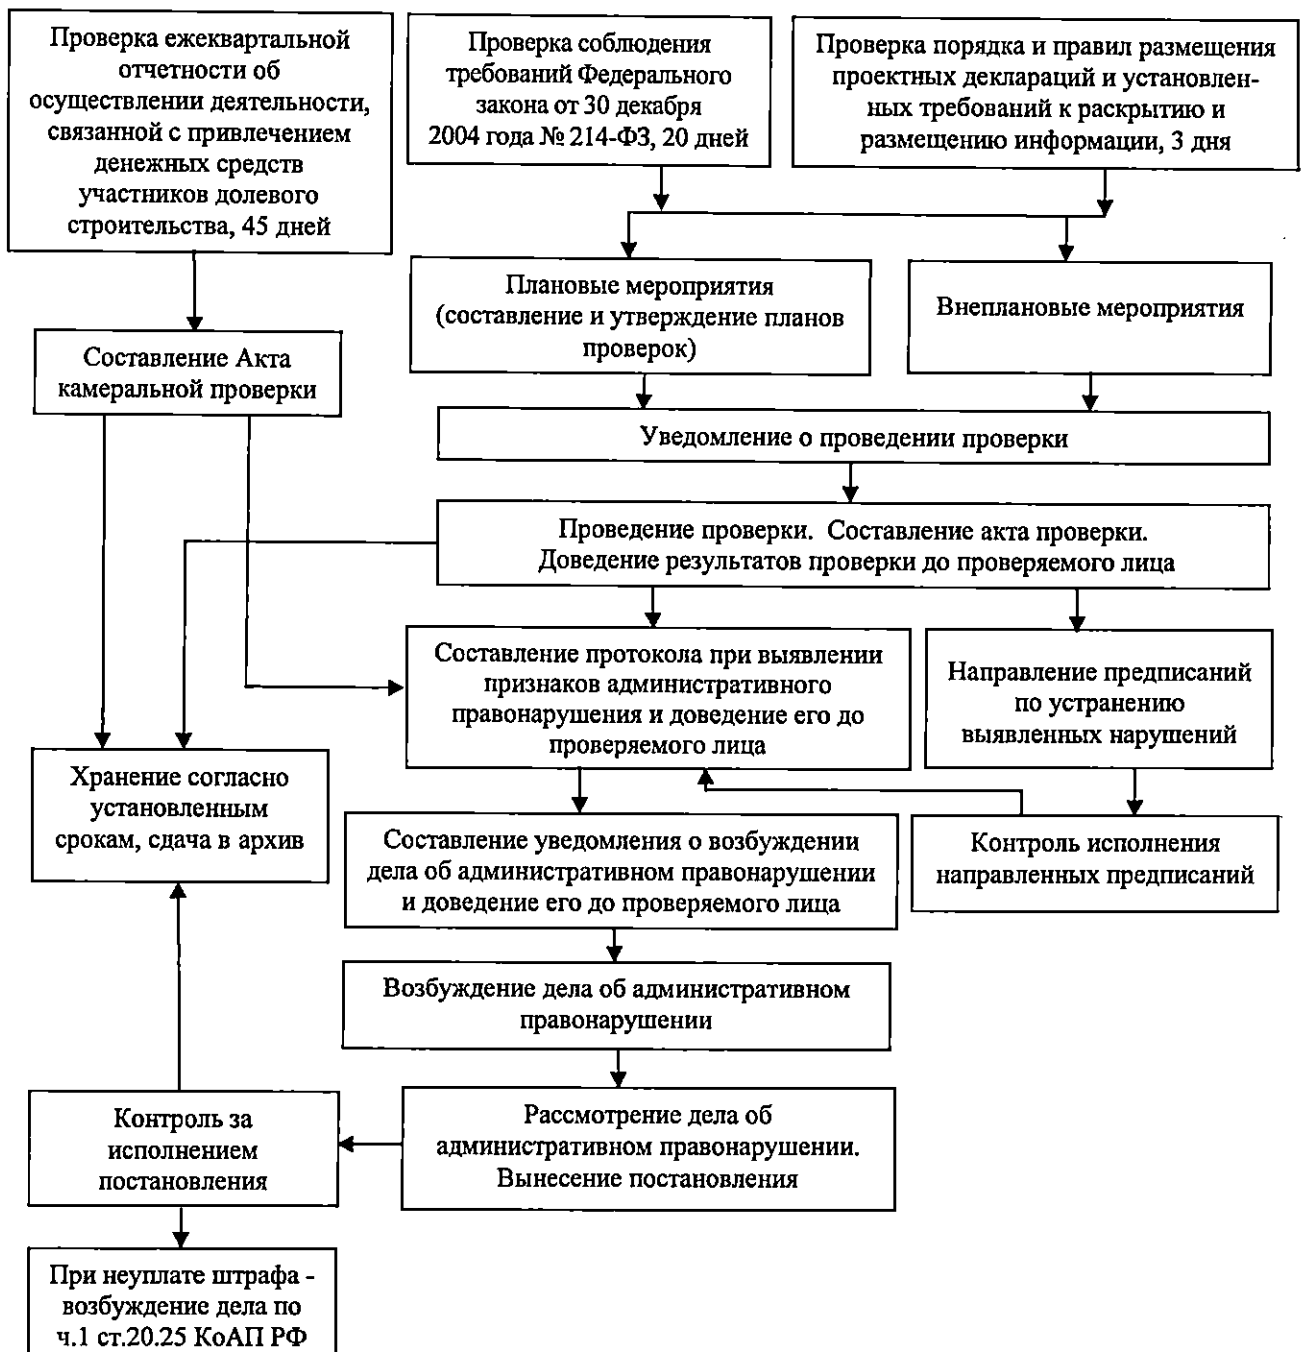 Проверка ежеквартальной
отчетности об
осуществлении деятельности,
связанной с привлечением
денежных средств
участников долевого
строительства, 45 дней
Проверка соблюдения
требований Федерального
закона от 30 декабря
2004 года № 214-ФЗ, 20 дней
Проверка порядка и правил размещения
проектных деклараций и установлен-
ных требований к раскрытию и
размещению информации, 3 дня
Плановые мероприятия
(составление и утверждение планов
проверок)
Внеплановые мероприятия
Составление Акта
камеральной проверки
Уведомление о проведении проверки
Проведение проверки. Составление акта проверки.
Доведение результатов проверки до проверяемого лица
Составление протокола при выявлении
признаков административного
правонарушения и доведение его до
проверяемого лица
Направление предписаний
по устранению
выявленных нарушений
Хранение согласно
установленным
срокам, сдача в архив
Составление уведомления о возбуждении
дела об административном правонарушении
и доведение его до проверяемого лица
Контроль исполнения
направленных предписаний
Возбуждение дела об административном
правонарушении
Контроль за
исполнением
постановления
Рассмотрение дела об
административном правонарушении.
Вынесение постановления
При неуплате штрафа -
возбуждение дела по
ч.1 ст.20.25 КоАП РФ